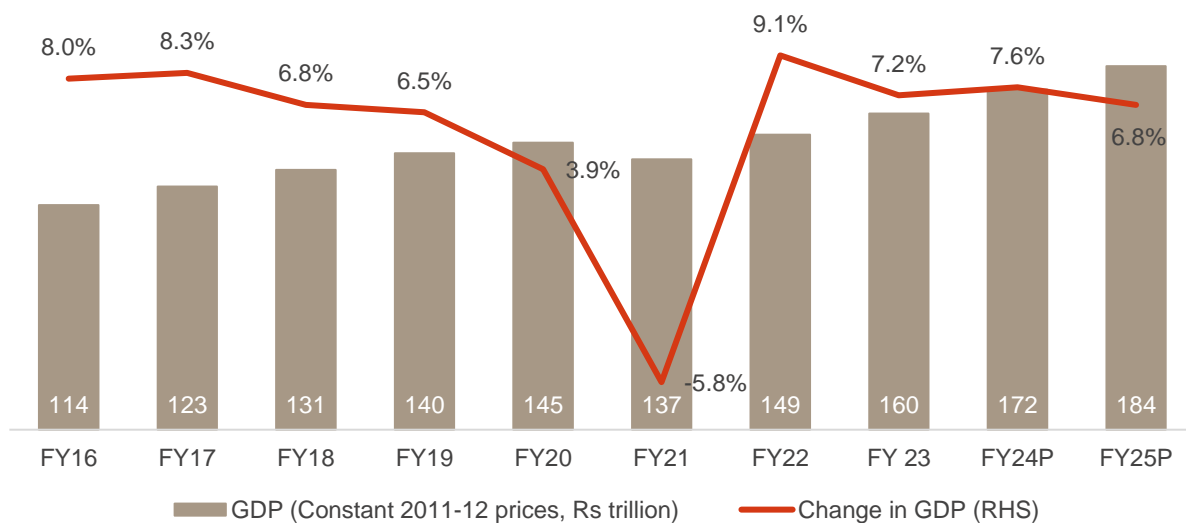 8.0% 8.3% 6.8% 6.5% 3.9% -5.8% 9.1% 7.2% 7.6% 6.8%
114 123 131 140 145 137 149 160 172 184
FY16 FY17 FY18 FY19 FY20 FY21 FY22 FY 23 FY24P FY25P
GDP (Constant 2011-12 prices, Rs trillion) Change in GDP (RHS)